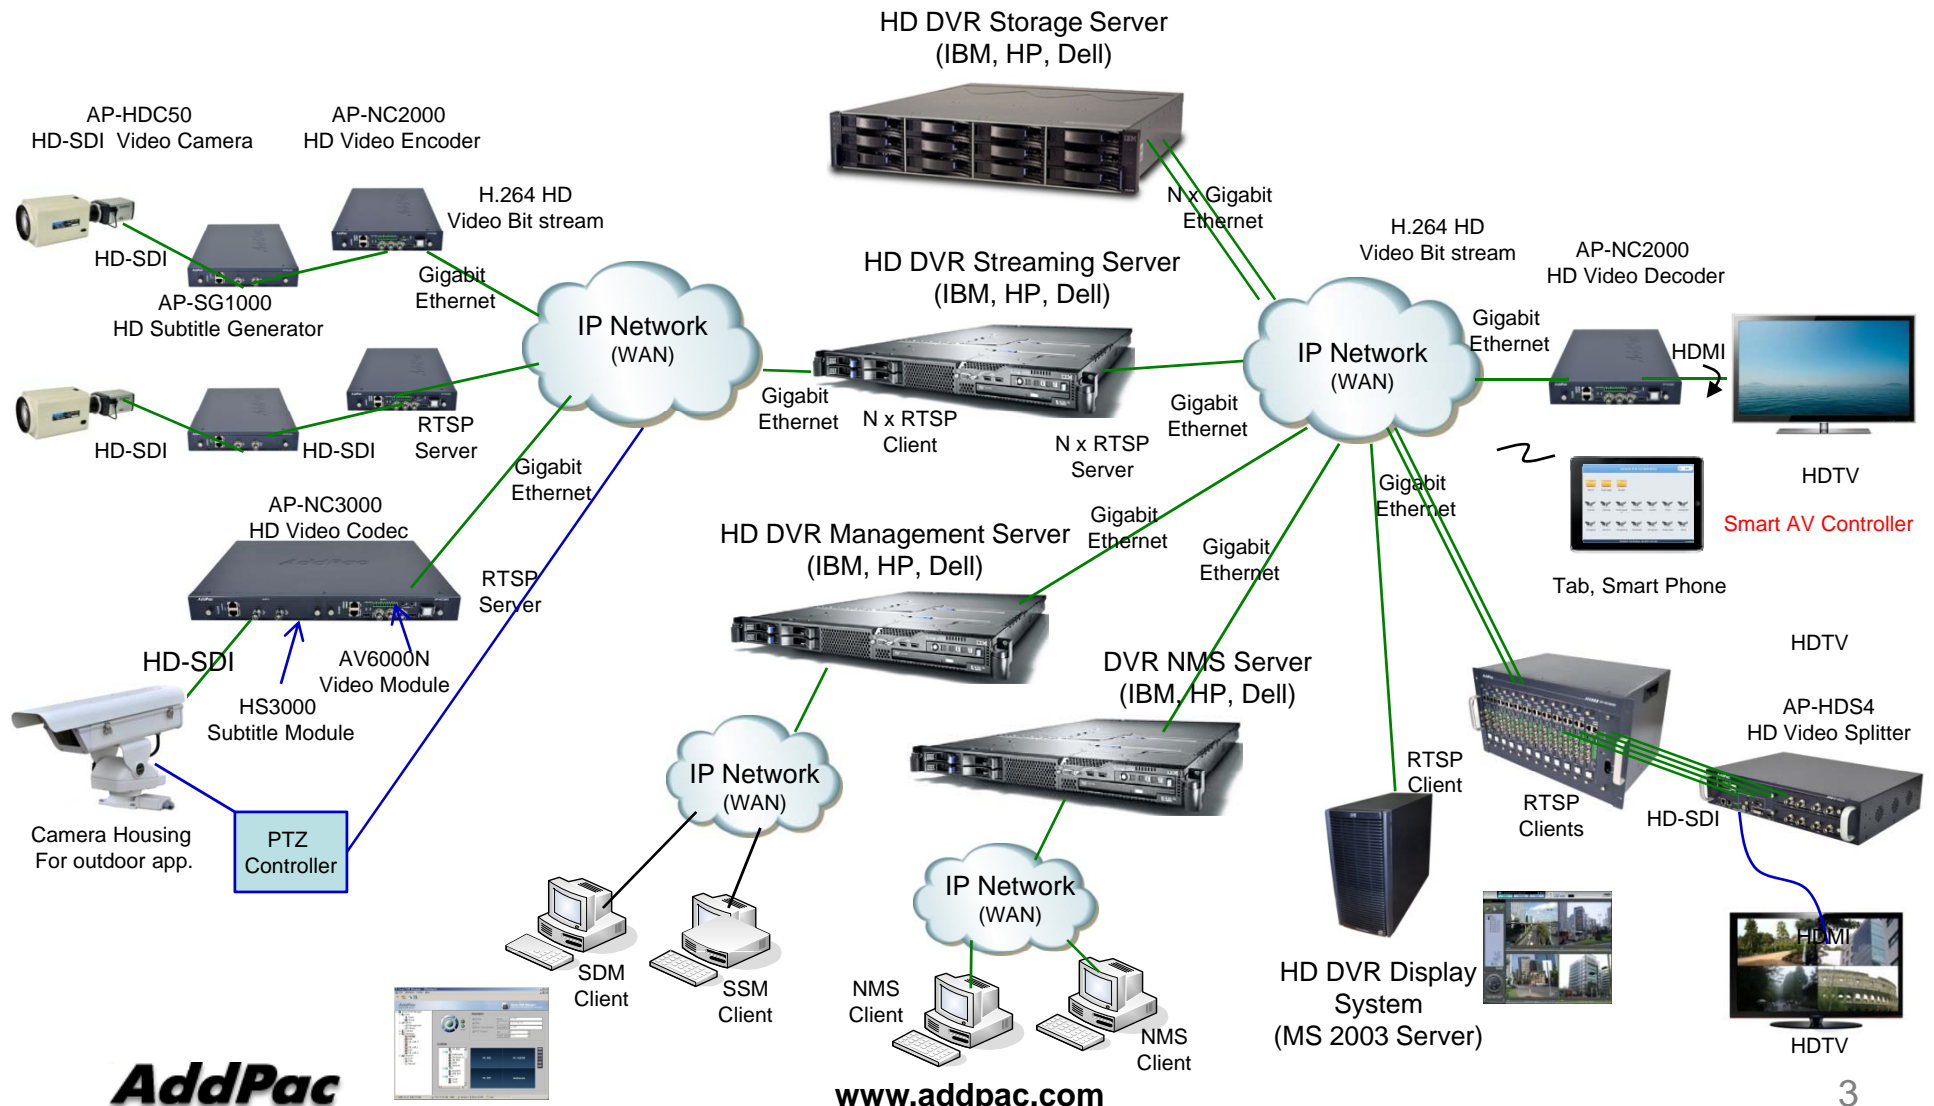 HD DVR Storage Server
(IBM, HP, Dell)
AP-HDC50
HD-SDI  Video Camera
AP-NC2000
HD Video Encoder
H.264 HD
Video Bit stream
HD-SDI
AP-SG1000
HD Subtitle Generator
Gigabit
Ethernet
IP Network
(WAN)
N x Gigabit
Ethernet
HD DVR Streaming Server
(IBM, HP, Dell)
H.264 HD
Video Bit stream
AP-NC2000
HD Video Decoder
Gigabit
Ethernet
HDMI
IP Network
(WAN)
HD-SDI
HD-SDI
RTSP
Server
Gigabit
Ethernet
N x RTSP
Client
N x RTSP
Server
Gigabit
Ethernet
Gigabit
Ethernet
Gigabit
Ethernet
HDTV
Smart AV Controller
Tab, Smart Phone
AP-NC3000
HD Video Codec
AddPac
RTSP
Server
HD DVR Management Server
(IBM, HP, Dell)
Gigabit
Ethernet
Gigabit
Ethernet
HD-SDI
AV6000N
Video Module
HS3000
Subtitle Module
DVR NMS Server
(IBM, HP, Dell)
HDTV
AP-HDS4
HD Video Splitter
Camera Housing
For outdoor app.
PTZ
Controller
IP Network
(WAN)
RTSP
Client
RTSP
Clients
HD-SDI
IP Network
(WAN)
SDM
Client
SSM
Client
NMS
Client
NMS
Client
HD DVR Display
System
(MS 2003 Server)
HDMI
HDTV
AddPac
www.addpac.com
3